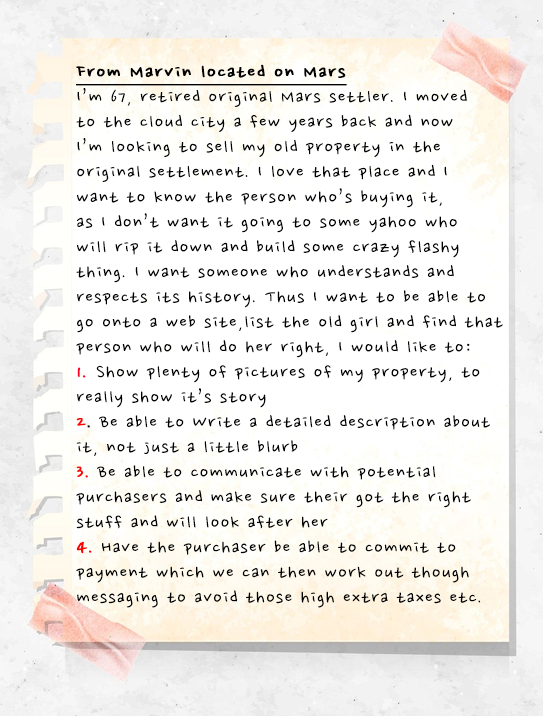 From Marvin located on Mars
I'm 67, retired original Mars settler. I moved
to the cloud city a few years back and now
I'm looking to sell my old property in the
original settlement. I love that place and I
want to know the person who's buying it,
as I don't want it going to some yahoo who
will rip it down and build some crazy flashy
thing. I want someone who understands and
respects its history. Thus I want to be able to
go onto a web site,list the old girl and find that
person who will do her right, I would like to:
1. Show plenty of pictures of my property, to
really show it's story
2. Be able to write a detailed description about
it, not just a little blurb
3. Be able to communicate with potential
purchasers and make sure their got the right
stuff and will look after her
4. Have the purchaser be able to commit to
payment which we can then work out though
messaging to avoid those high extra taxes etc.